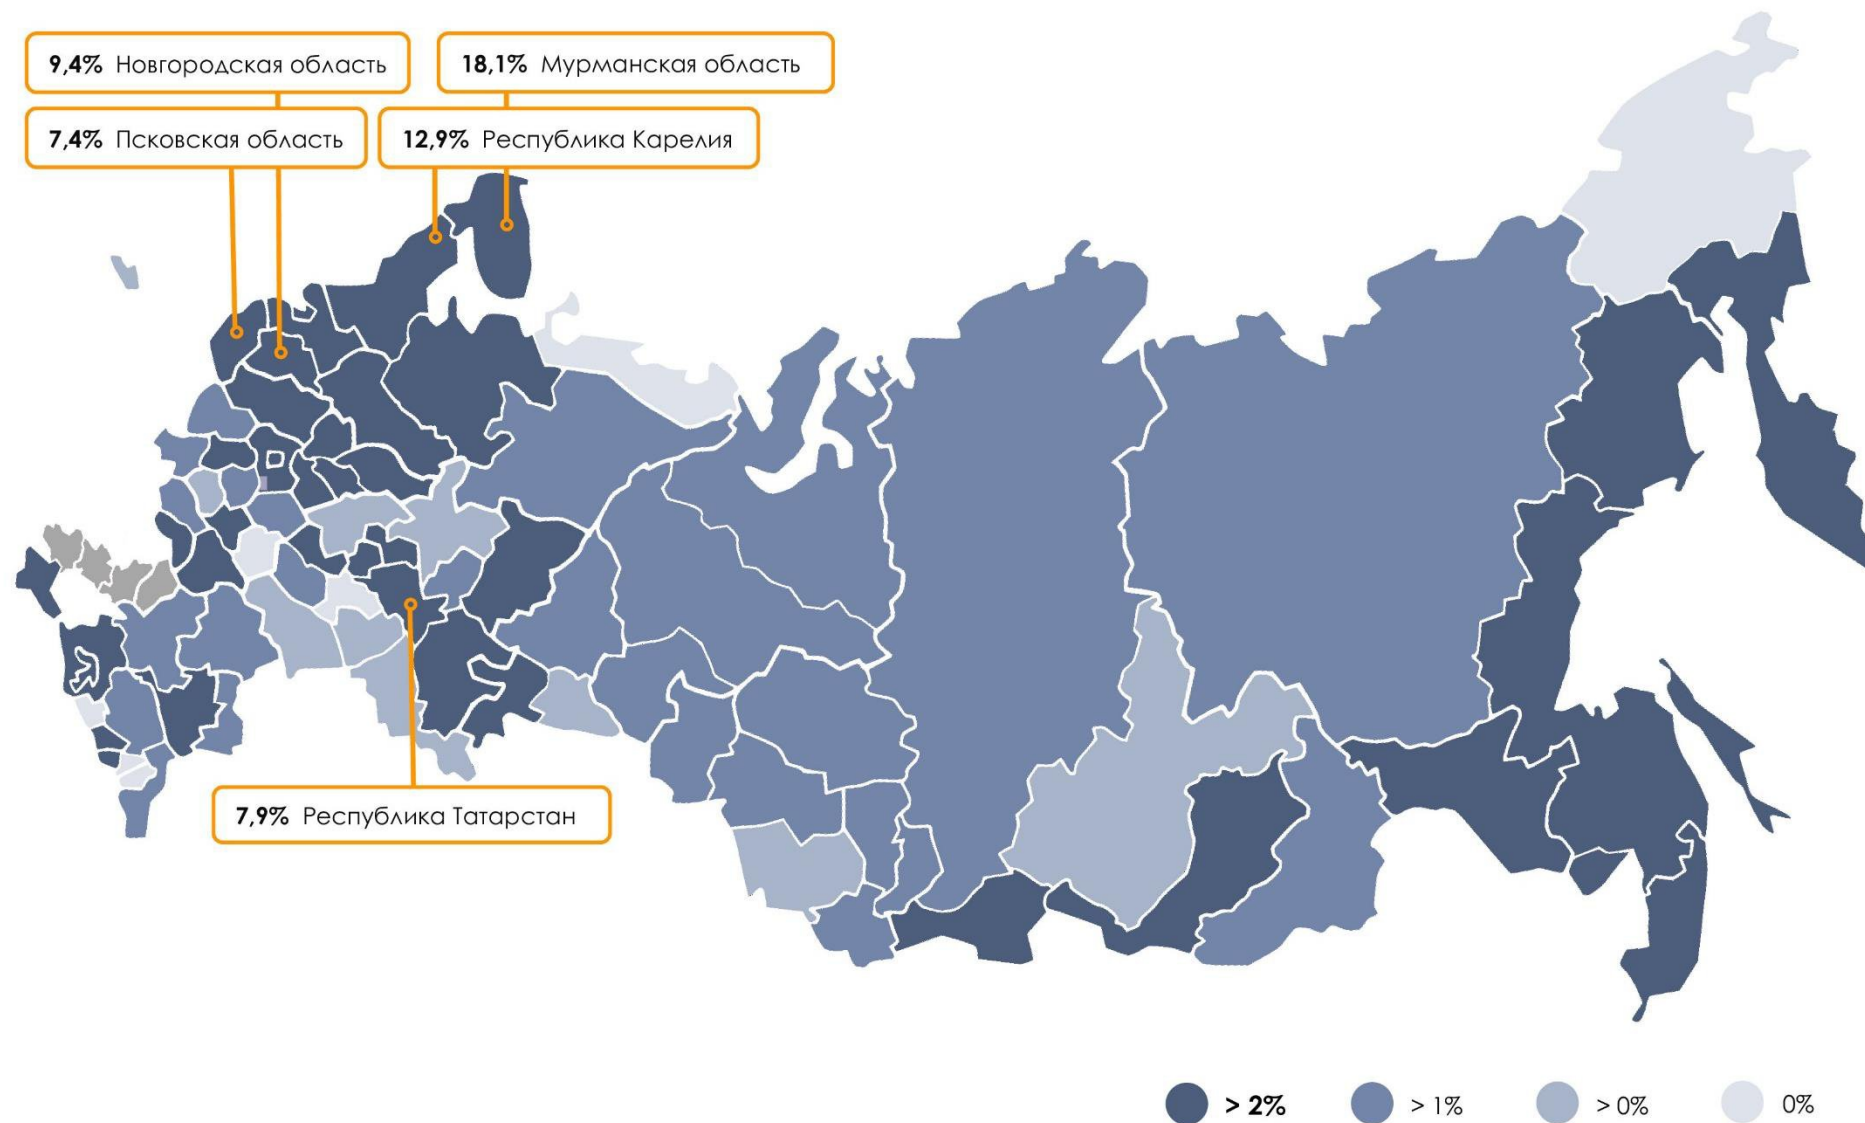 9,4% Новгородская область
18,1% Мурманская область
7,4% Псковская область
12,9% Республика Карелия
7,9% Республика Татарстан
> 2%
> 1%
> 0%
0%